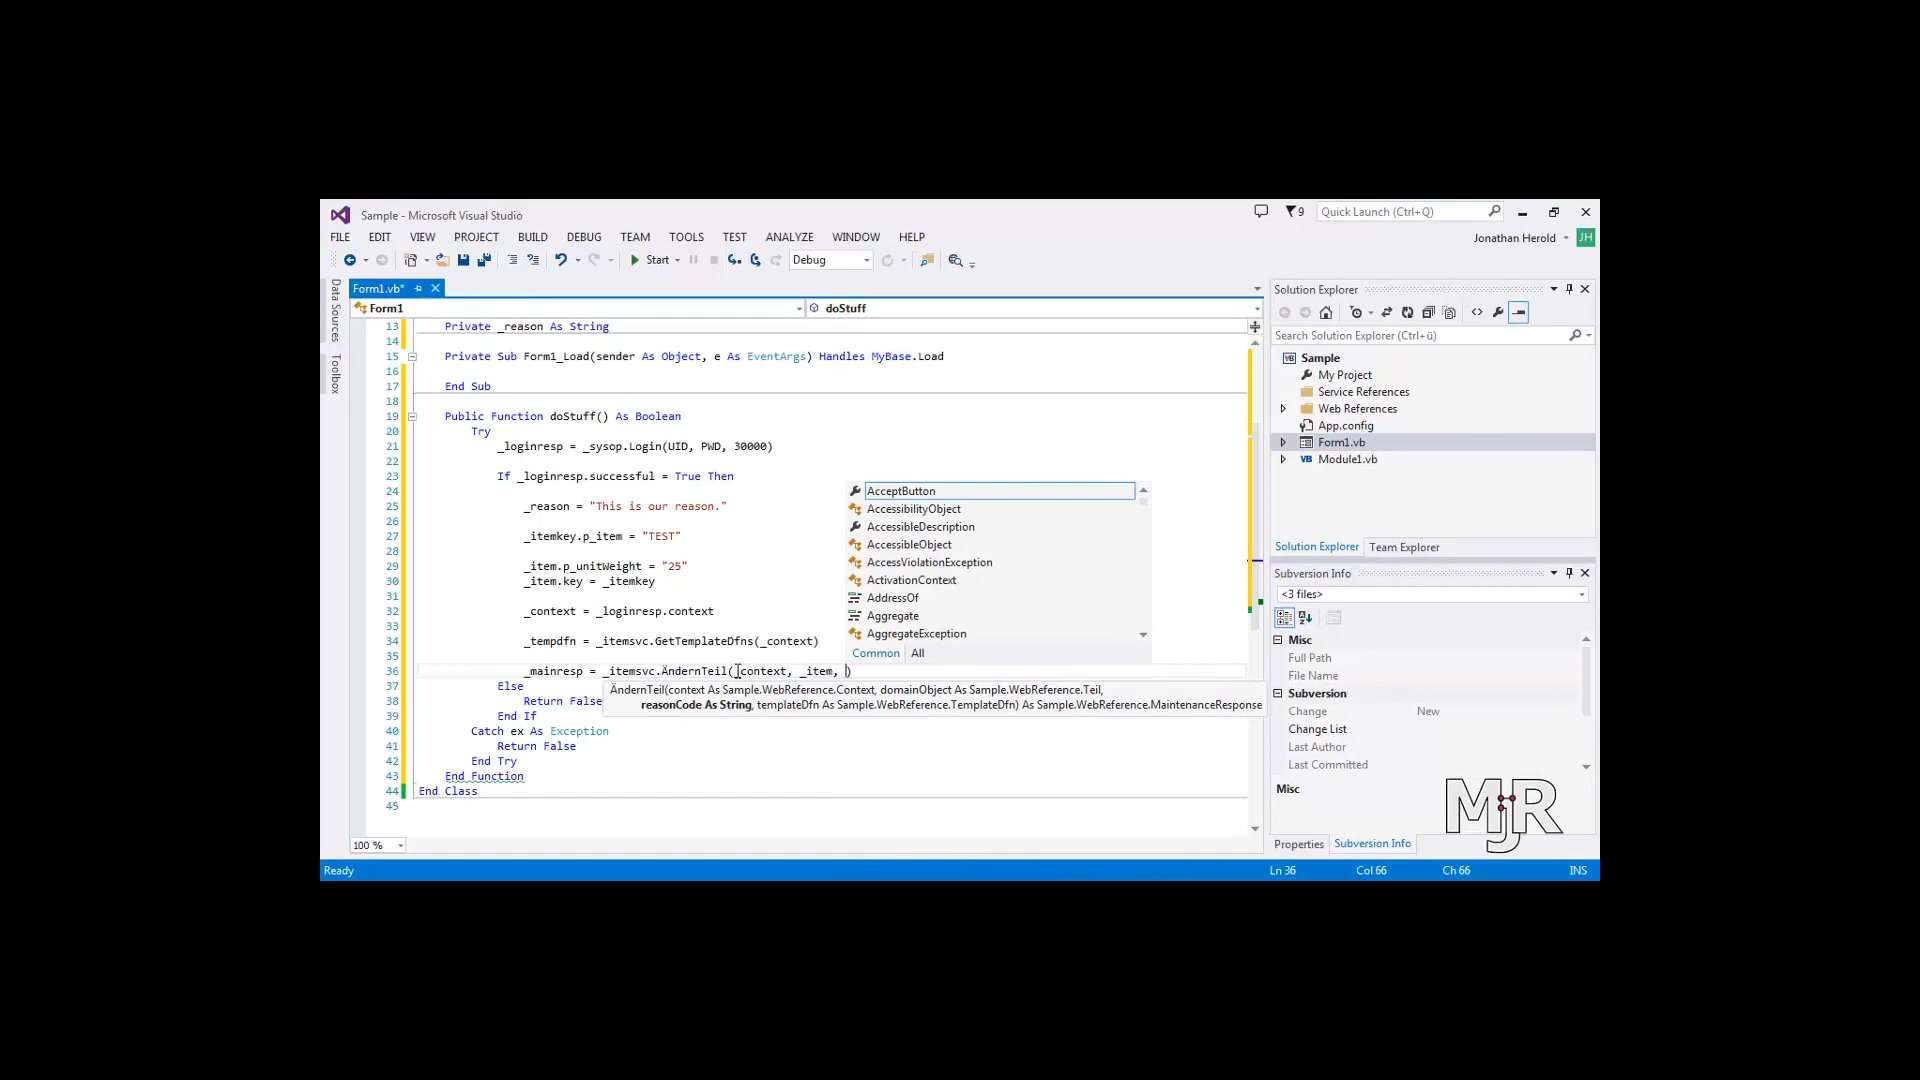 Sample - Microsoft Visual Studio
9
Quick Launch (Ctrl+Q)
FILE EDIT VIEW PROJECT BUILD DEBUG TEAM TOOLS TEST ANALYZE WINDOW HELP
Jonathan Herold JH
Start Debug
Data Sources
Toolbox
Form1.vb*
Form1 doStuff
13 Private _reason As String
14
15 Private Sub Form1_Load(sender As Object, e As EventArgs) Handles MyBase.Load
16
17 End Sub
18
19 Public Function doStuff() As Boolean
20 Try
21 _loginresp = _sysop.Login(UID, PWD, 30000)
22
23 If _loginresp.successful = True Then
24
25 _reason = "This is our reason."
26
27 _itemkey.p_item = "TEST"
28
29 _item.p_unitWeight = "25"
30 _item.key = _itemkey
31
32 _context = _loginresp.context
33
34 _tempdfn = _itemsvc.GetTemplateDfns(_context)
35
36 _mainresp = _itemsvc.ÄndernTeil(_context, _item, )
37 Else
38 Return False
39 End If
40 Catch ex As Exception
41 Return False
42 End Try
43 End Function
44 End Class
45
AcceptButton
AccessibilityObject
AccessibleDescription
AccessibleObject
AccessViolationException
ActivationContext
AddressOf
Aggregate
AggregateException
Common All
ÄndernTeil(context As Sample.WebReference.Context, domainObject As Sample.WebReference.Teil,
reasonCode As String, templateDfn As Sample.WebReference.TemplateDfn) As Sample.WebReference.MaintenanceResponse
100 %
Solution Explorer
Search Solution Explorer (Ctrl+ü)
Sample
My Project
Service References
Web References
App.config
Form1.vb
Module1.vb
Solution Explorer Team Explorer
Subversion Info
<3 files>
Misc
Full Path
File Name
Subversion
Change New
Change List
Last Author
Last Committed
Misc
MJR
Properties Subversion Info
Ready Ln 36 Col 66 Ch 66 INS